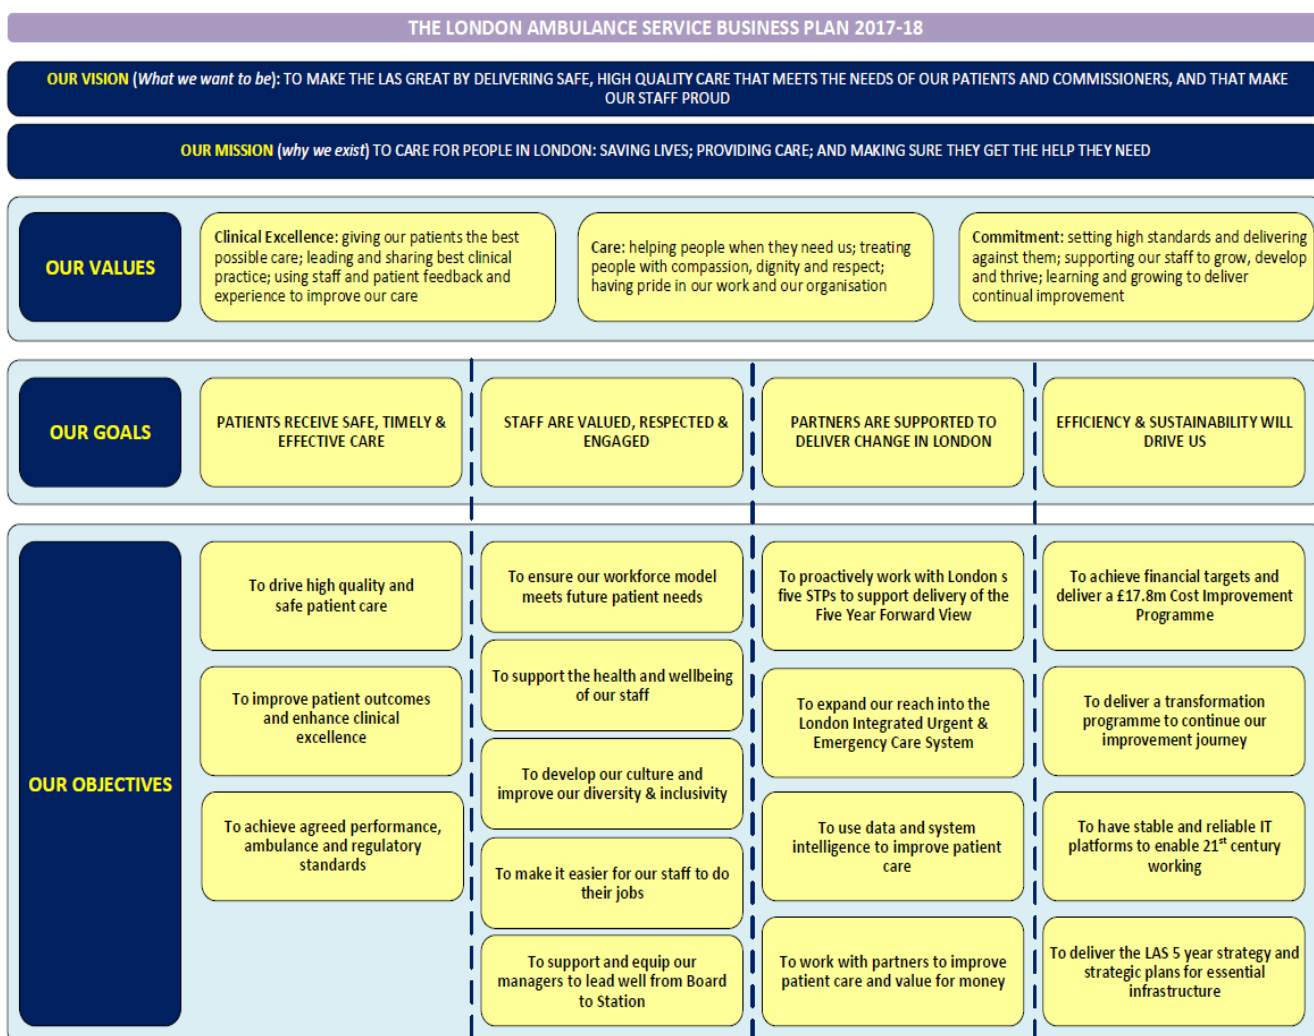 THE LONDON AMBULANCE SERVICE BUSINESS PLAN 2017-18
OUR VISION (What we want to be): TO MAKE THE LAS GREAT BY DELIVERING SAFE, HIGH QUALITY CARE THAT MEETS THE NEEDS OF OUR PATIENTS AND COMMISSIONERS, AND THAT MAKE
OUR STAFF PROUD
OUR MISSION (why we exist) TO CARE FOR PEOPLE IN LONDON: SAVING LIVES; PROVIDING CARE; AND MAKING SURE THEY GET THE HELP THEY NEED
OUR VALUES
Clinical Excellence: giving our patients the best
possible care; leading and sharing best clinical
practice; using staff and patient feedback and
experience to improve our care
Care: helping people when they need us; treating
people with compassion, dignity and respect;
having pride in our work and our organisation
Commitment: setting high standards and delivering
against them; supporting our staff to grow, develop
and thrive; learning and growing to deliver
continual improvement
OUR GOALS
PATIENTS RECEIVE SAFE, TIMELY &
EFFECTIVE CARE
STAFF ARE VALUED, RESPECTED &
ENGAGED
PARTNERS ARE SUPPORTED TO
DELIVER CHANGE IN LONDON
EFFICIENCY & SUSTAINABILITY WILL
DRIVE US
OUR OBJECTIVES
To drive high quality and
safe patient care
To improve patient outcomes
and enhance clinical
excellence
To achieve agreed performance,
ambulance and regulatory
standards
To ensure our workforce model
meets future patient needs
To support the health and wellbeing
of our staff
To develop our culture and
improve our diversity & inclusivity
To make it easier for our staff to do
their jobs
To support and equip our
managers to lead well from Board
to Station
To proactively work with London s
five STPs to support delivery of the
Five Year Forward View
To expand our reach into the
London Integrated Urgent &
Emergency Care System
To use data and system
intelligence to improve patient
care
To work with partners to improve
patient care and value for money
To achieve financial targets and
deliver a £17.8m Cost Improvement
Programme
To deliver a transformation
programme to continue our
improvement journey
To have stable and reliable IT
platforms to enable 21st century
working
To deliver the LAS 5 year strategy and
strategic plans for essential
infrastructure